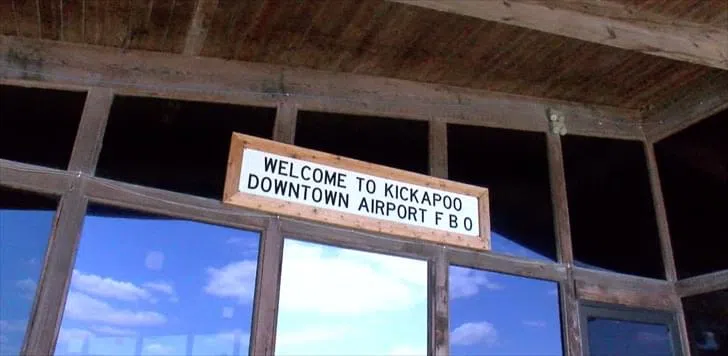 WELCOME TO KICKAPOO
DOWNTOWN AIRPORT F B O